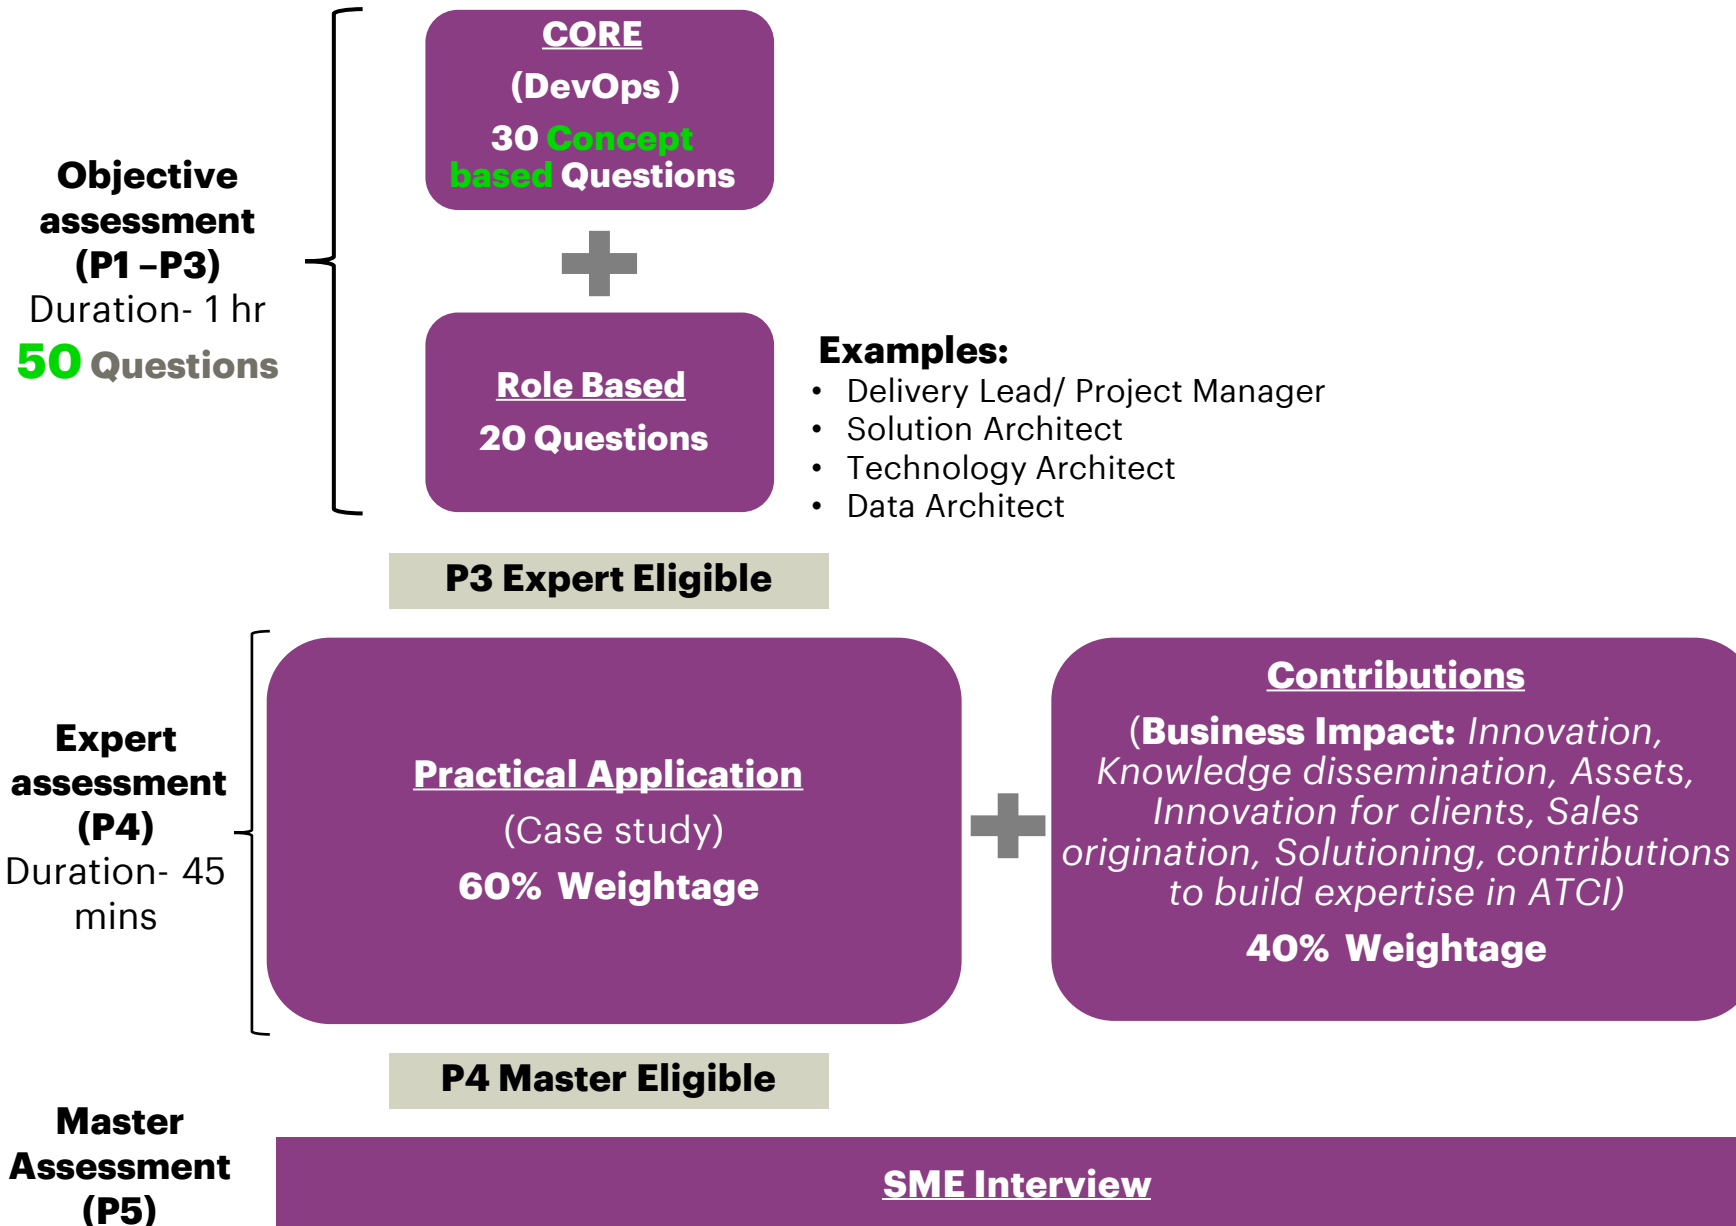 Objective
assessment
(P1 –P3)
Duration- 1 hr
50 Questions
CORE
(DevOps )
30 Concept
based Questions
Role Based
20 Questions
Examples:
• Delivery Lead/ Project Manager
• Solution Architect
• Technology Architect
• Data Architect
P3 Expert Eligible
Expert
assessment
(P4)
Duration- 45
mins
Practical Application
(Case study)
60% Weightage
Contributions
(Business Impact: Innovation,
Knowledge dissemination, Assets,
Innovation for clients, Sales
origination, Solutioning, contributions
to build expertise in ATCI)
40% Weightage
P4 Master Eligible
Master
Assessment
(P5)
SME Interview